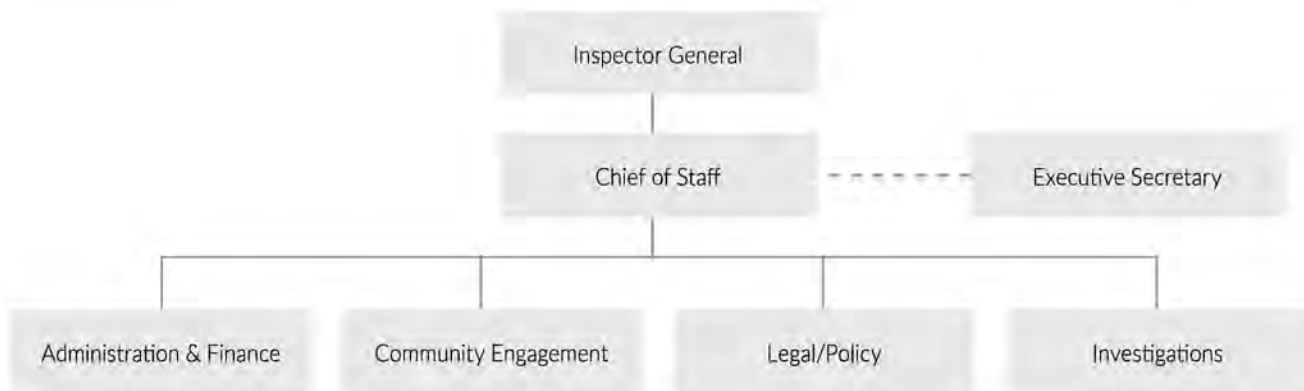 Inspector General
Chief of Staff
Executive Secretary
Administration & Finance
Community Engagement
Legal/Policy
Investigations